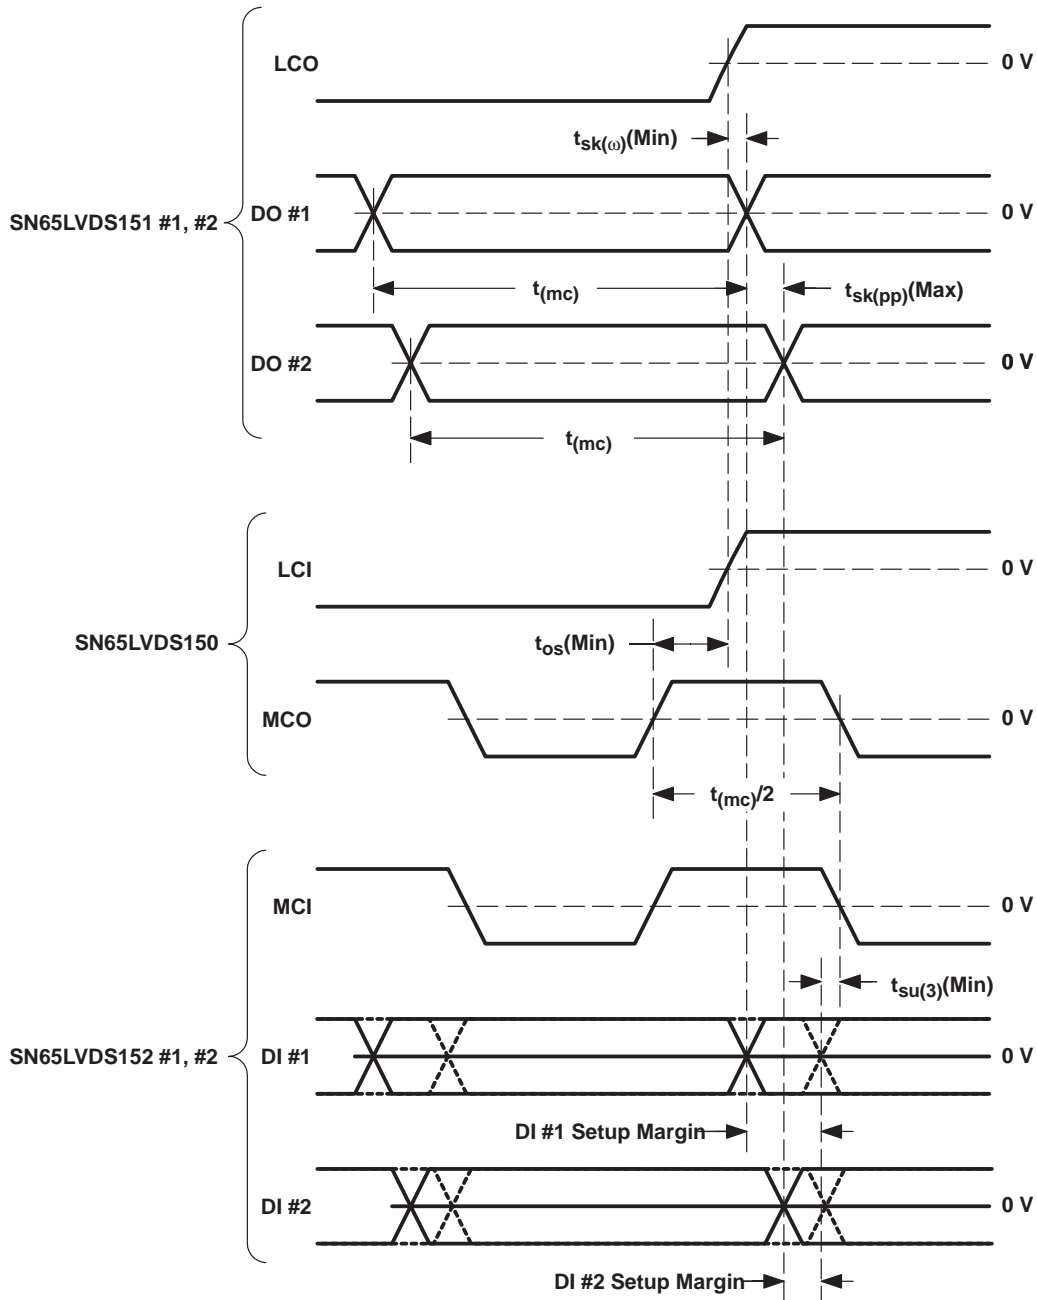 LCO
0 V
tsk(ω)(Min)
SN65LVDS151 #1, #2
DO #1
0 V
t(mc)
tsk(pp)(Max)
DO #2
0 V
t(mc)
LCI
0 V
SN65LVDS150
tos(Min)
MCO
0 V
t(mc)/2
MCI
0 V
tsu(3)(Min)
SN65LVDS152 #1, #2
DI #1
0 V
DI #1 Setup Margin
DI #2
0 V
DI #2 Setup Margin